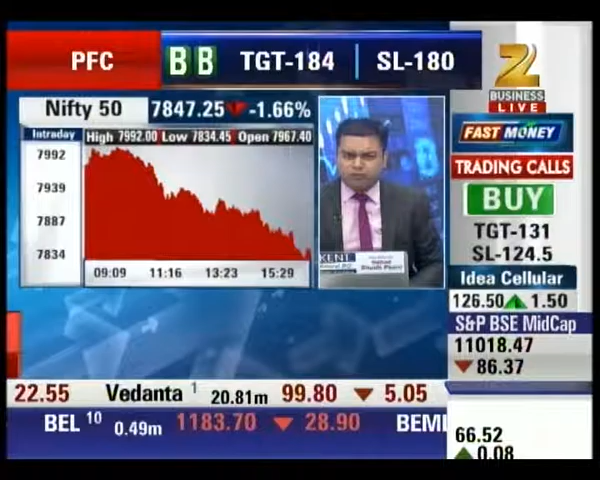 PFC BB TGT-184 SL-180
Z
BUSINESS
LIVE
Nifty 50 7847.25 -1.66%
Intraday High 7992.00 Low 7834.45 Open 7967.40
7992
7939
7887
7834
09:09 11:16 13:23 15:29
KENT
FAST MONEY
TRADING CALLS
BUY
TGT-131
SL-124.5
Idea Cellular
126.50 1.50
S&P BSE MidCap
11018.47
86.37
22.55 Vedanta 1 20.81m 99.80 5.05
BEL 10 0.49m 1183.70 28.90 BEML
66.52
0.08